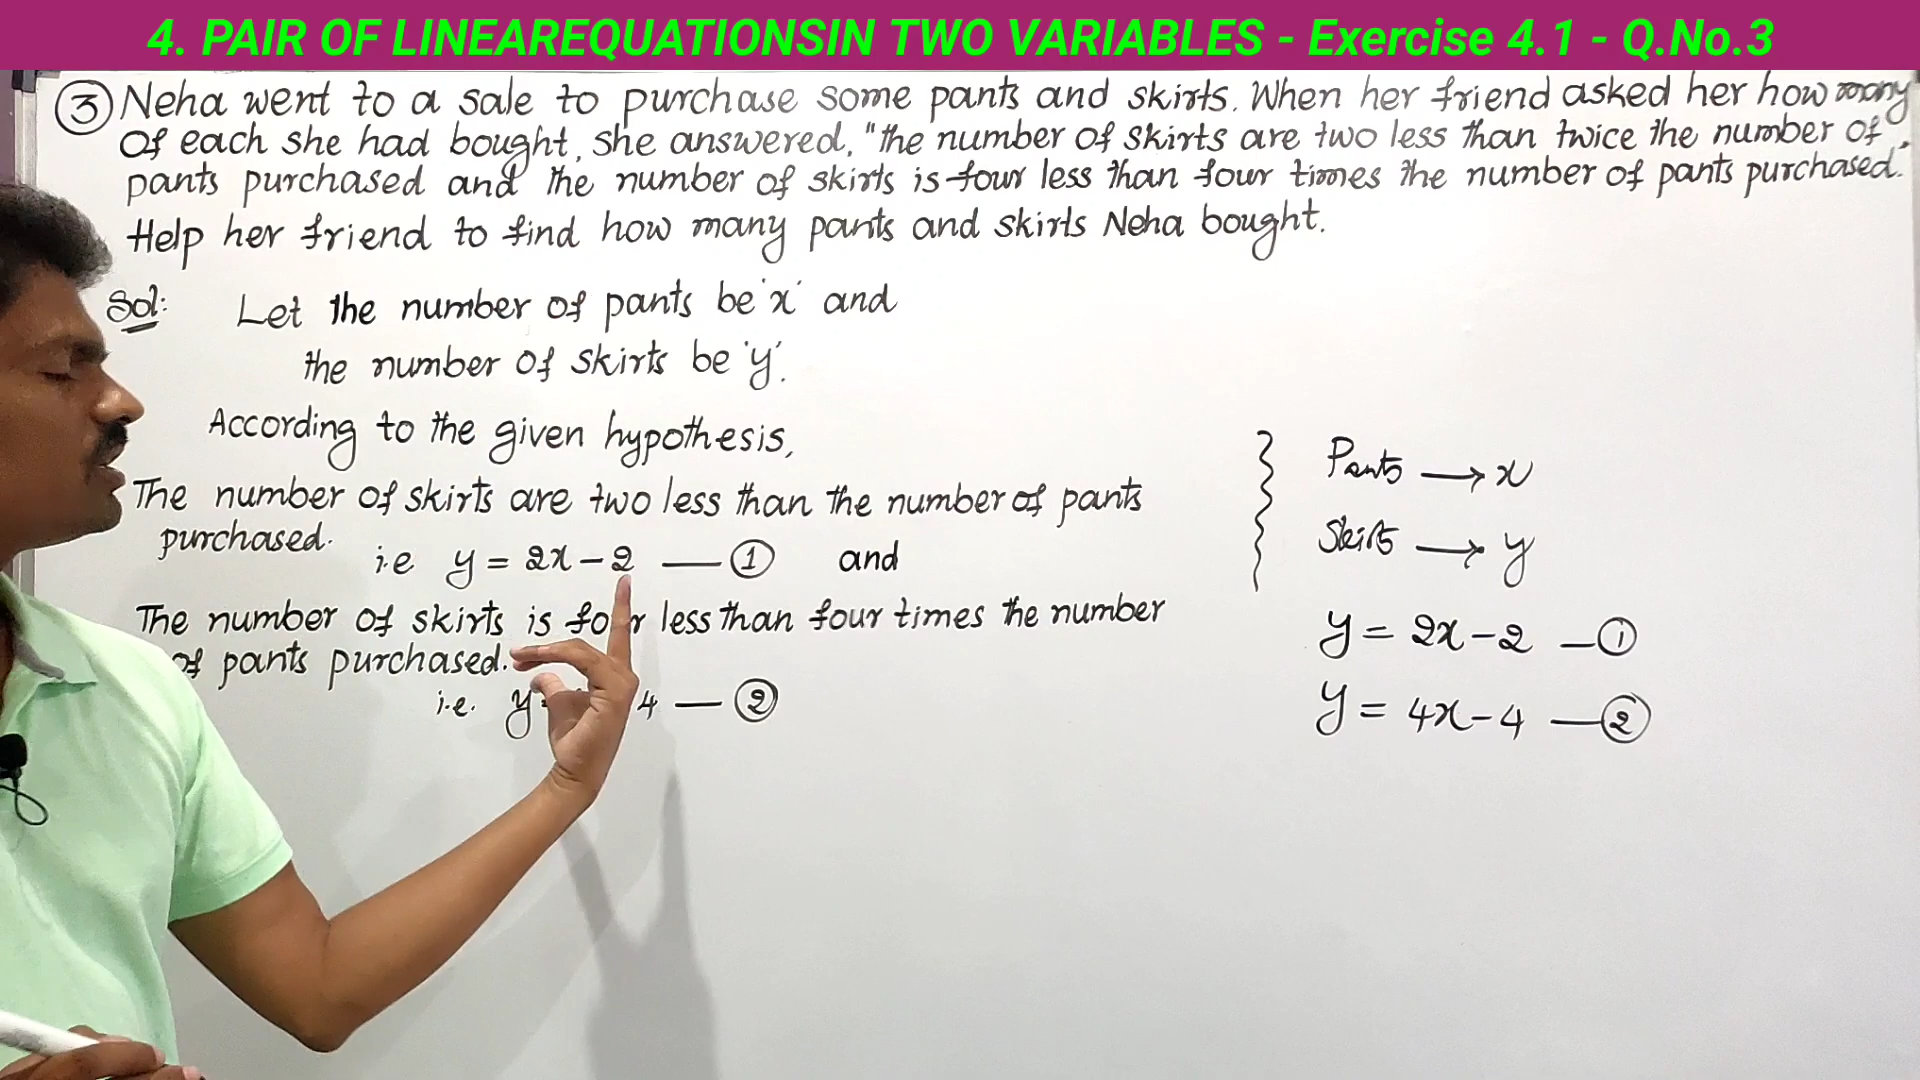 4. PAIR OF LINEAREQUATIONSIN TWO VARIABLES - Exercise 4.1 - Q.No.3
③ Neha went to a sale to purchase some pants and skirts. When her friend asked her how many
of each she had bought, she answered, "the number of skirts are two less than twice the number of
pants purchased and the number of skirts is four less than four times the number of pants purchased."
Help her friend to find how many pants and skirts Neha bought.
Sol: Let the number of pants be 'x' and
the number of skirts be 'y'.
According to the given hypothesis,
The number of skirts are two less than the number of pants
purchased.
i.e y = 2x - 2 — ① and
The number of skirts is four less than four times the number
of pants purchased.
i.e. y 4 — ②
Pants → x
Skirts → y
y = 2x - 2 — ①
y = 4x - 4 — ②